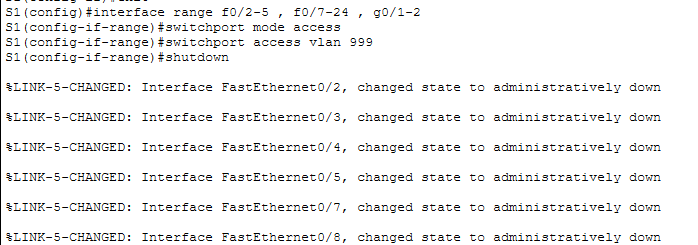 S1(config)#interface range f0/2-5 , f0/7-24 , g0/1-2
S1(config-if-range)#switchport mode access
S1(config-if-range)#switchport access vlan 999
S1(config-if-range)#shutdown
%LINK-5-CHANGED: Interface FastEthernet0/2, changed state to administratively down
%LINK-5-CHANGED: Interface FastEthernet0/3, changed state to administratively down
%LINK-5-CHANGED: Interface FastEthernet0/4, changed state to administratively down
%LINK-5-CHANGED: Interface FastEthernet0/5, changed state to administratively down
%LINK-5-CHANGED: Interface FastEthernet0/7, changed state to administratively down
%LINK-5-CHANGED: Interface FastEthernet0/8, changed state to administratively down